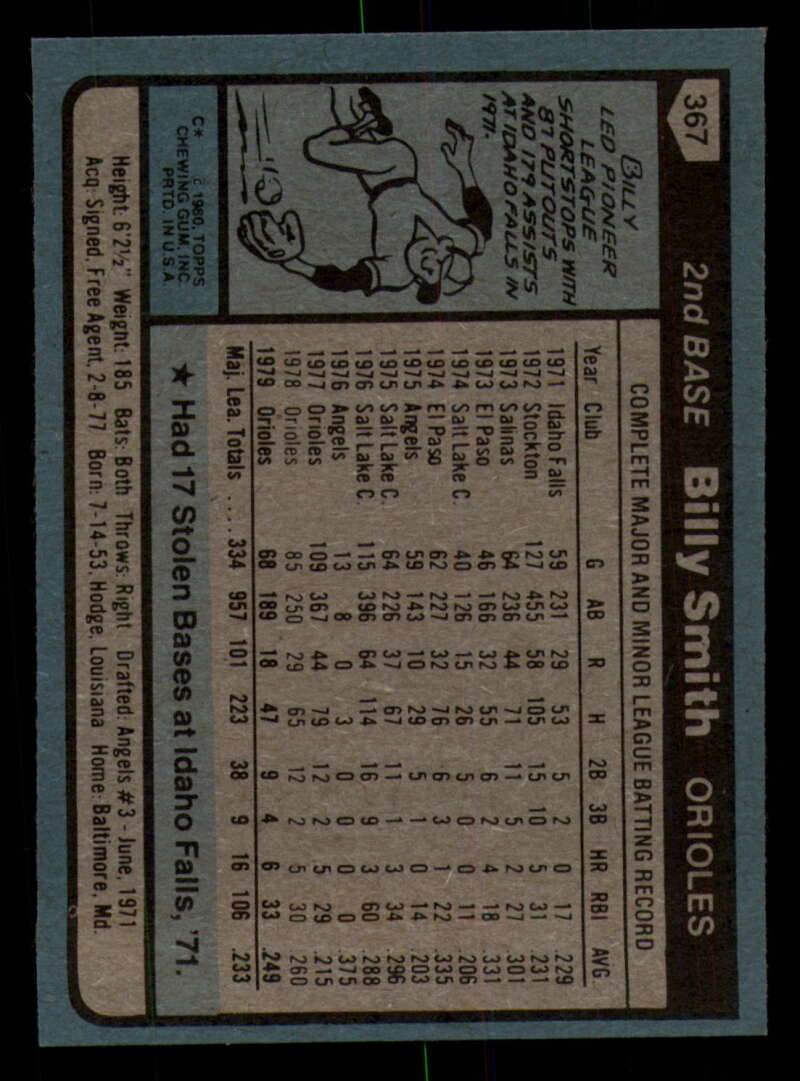 367
2nd BASE Billy Smith ORIOLES
BILLY
LED PIONEER
LEAGUE
SHORTSTOPS WITH
87 PUTOUTS
AND 179 ASSISTS
AT IDAHO FALLS IN
1971.
C* © 1980, TOPPS
CHEWING GUM, INC
PRTD. IN U S A
COMPLETE MAJOR AND MINOR LEAGUE BATTING RECORD
Year Club G AB R H 2B 3B HR RBI AVG.
1971 Idaho Falls 59 231 29 53 5 2 0 17 .229
1972 Stockton 127 455 58 105 15 10 5 31 .231
1973 Salinas 64 236 44 71 11 5 2 27 .301
1973 El Paso 46 166 32 55 6 2 4 18 .331
1974 Salt Lake C. 40 126 15 26 5 0 0 11 .206
1974 El Paso 62 227 32 76 6 3 1 22 .335
1975 Angels 59 143 10 29 5 1 0 14 .203
1975 Salt Lake C. 64 226 37 67 11 1 3 34 .296
1976 Salt Lake C. 115 396 64 114 16 9 3 60 .288
1976 Angels 13 8 0 3 0 0 0 0 .375
1977 Orioles 109 367 44 79 12 2 5 29 .215
1978 Orioles 85 250 29 65 12 2 5 30 .260
1979 Orioles 68 189 18 47 9 4 6 33 .249
Maj. Lea. Totals .... 334 957 101 223 38 9 16 106 .233
★ Had 17 Stolen Bases at Idaho Falls, '71.
Height: 6'2½" Weight: 185 Bats: Both Throws: Right Drafted: Angels #3 - June, 1971
Acq: Signed, Free Agent, 2-8-77 Born: 7-14-53, Hodge, Louisiana Home: Baltimore, Md.